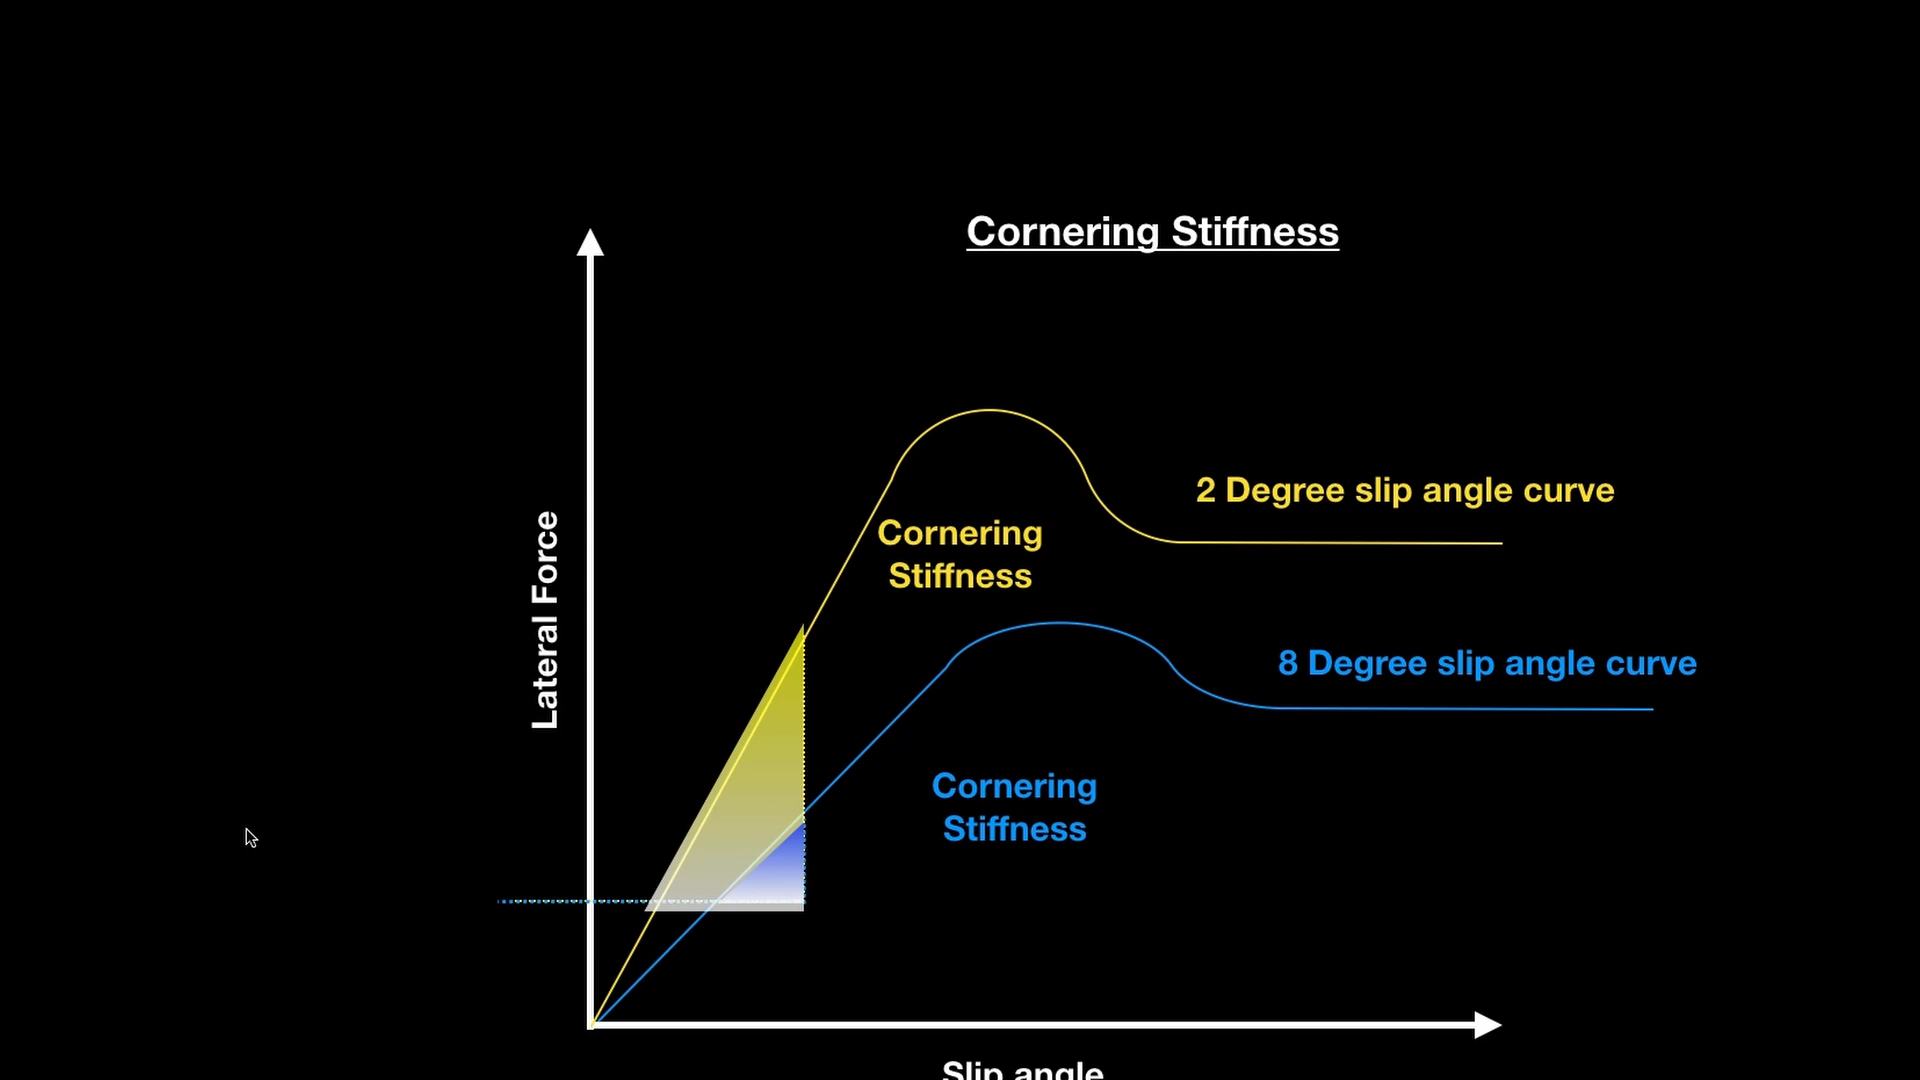 Cornering Stiffness
2 Degree slip angle curve
Cornering
Stiffness
Lateral Force
8 Degree slip angle curve
Cornering
Stiffness
Slip angle